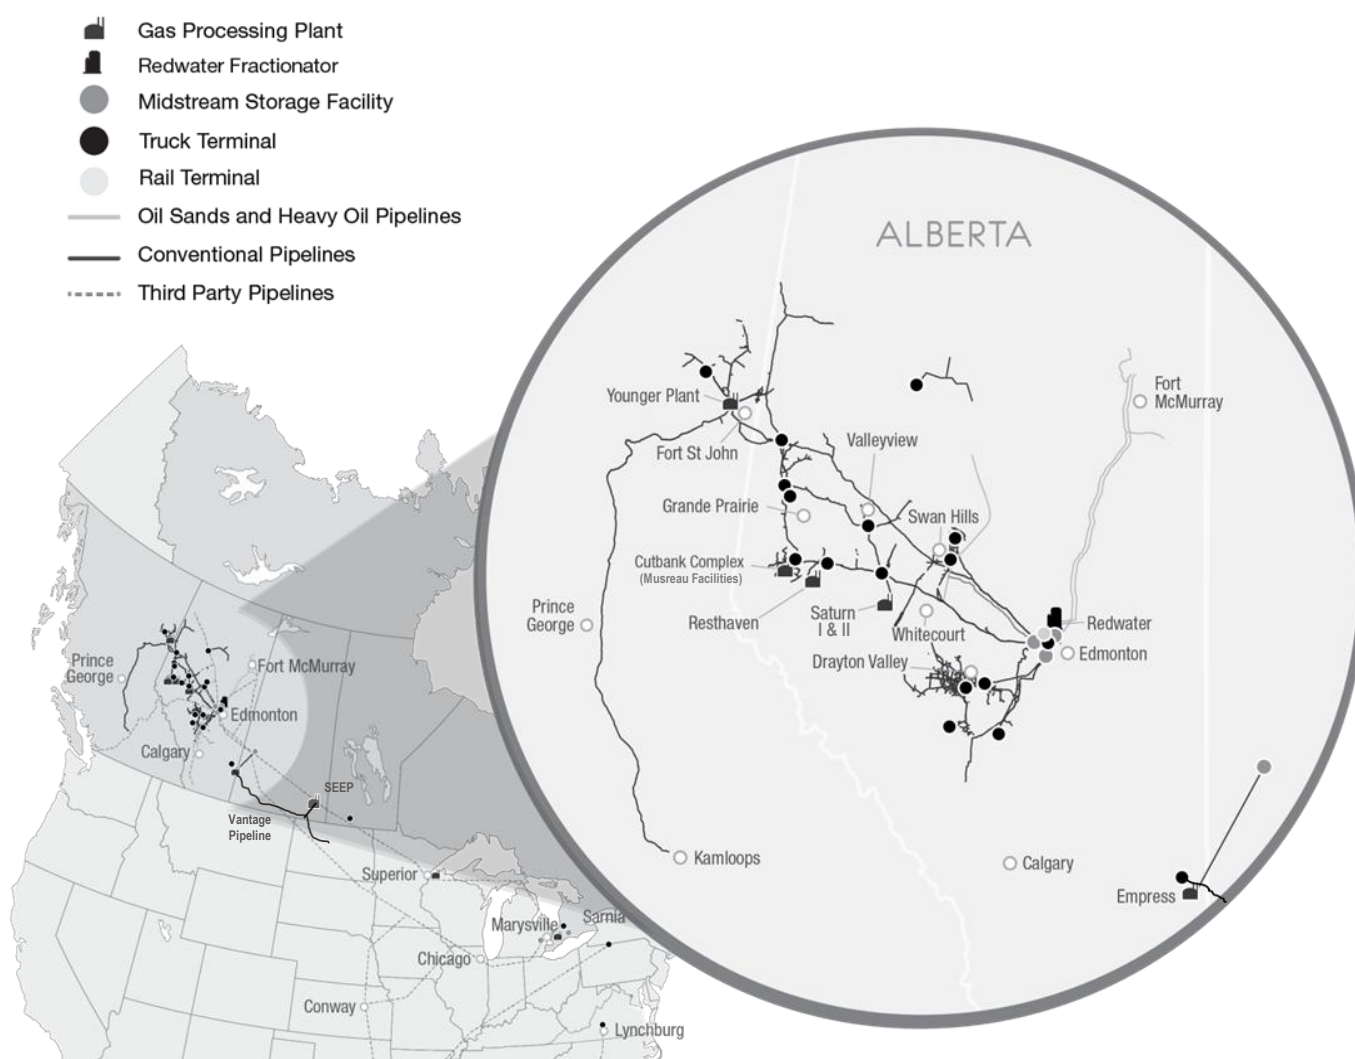 Gas Processing Plant
Redwater Fractionator
Midstream Storage Facility
Truck Terminal
Rail Terminal
Oil Sands and Heavy Oil Pipelines
Conventional Pipelines
Third Party Pipelines
ALBERTA
Fort
McMurray
Younger Plant
Fort St John
Valleyview
Grande Prairie
Swan Hills
Cutbank Complex
(Musreau Facilities)
Resthaven
Saturn
I & II
Whitecourt
Prince
George
Redwater
Edmonton
Drayton Valley
Kamloops
Calgary
Empress
Prince
George
Fort McMurray
Edmonton
Calgary
SEEP
Vantage
Pipeline
Superior
Marysville
Sarnia
Chicago
Conway
Lynchburg